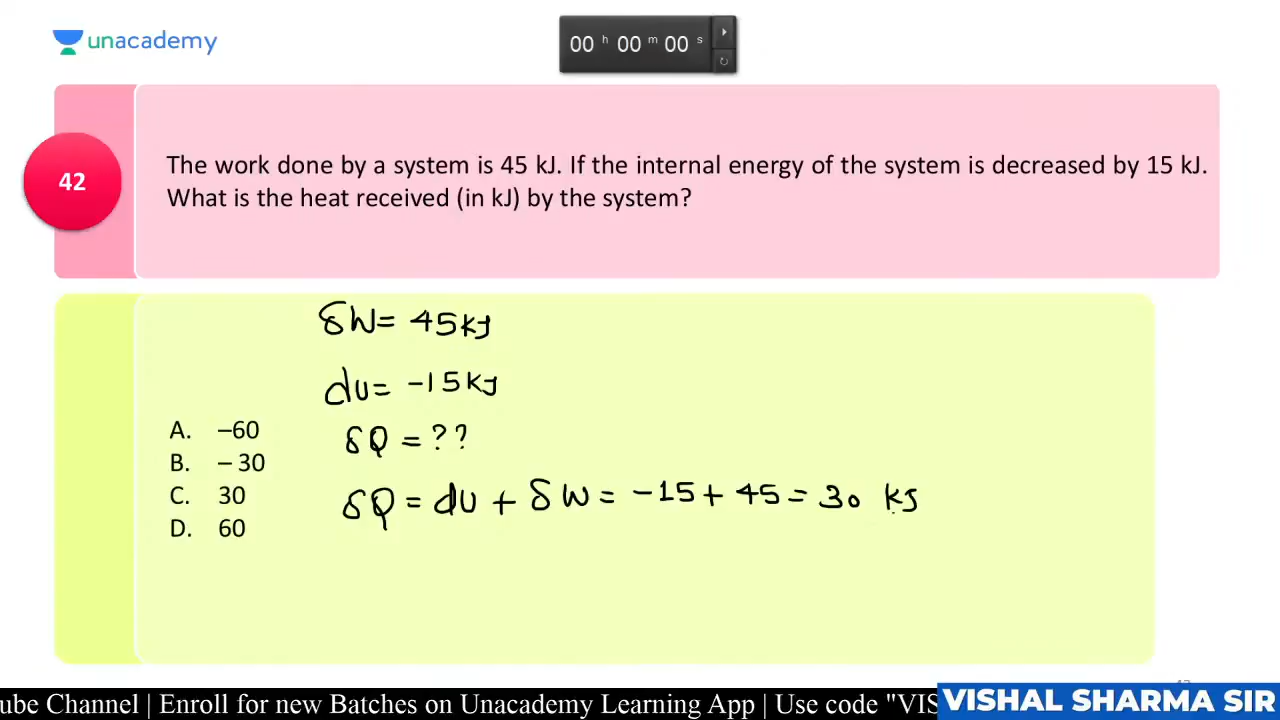 unacademy
00 h 00 m 00 s
42
The work done by a system is 45 kJ. If the internal energy of the system is decreased by 15 kJ.
What is the heat received (in kJ) by the system?
δW= 45kJ
du= -15kJ
δQ = ??
δQ = du + δW = -15 + 45 = 30 kJ
A. –60
B. – 30
C. 30
D. 60
ube Channel | Enroll for new Batches on Unacademy Learning App | Use code "VIS
VISHAL SHARMA SIR